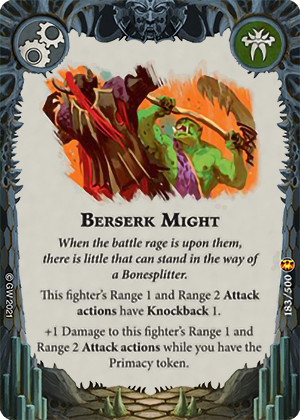 BERSERK MIGHT
When the battle rage is upon them,
there is little that can stand in the way of
a Bonesplitter.
This fighter's Range 1 and Range 2 Attack
actions have Knockback 1.
+1 Damage to this fighter's Range 1 and
Range 2 Attack actions while you have the
Primacy token.
© GW 2021
183/500